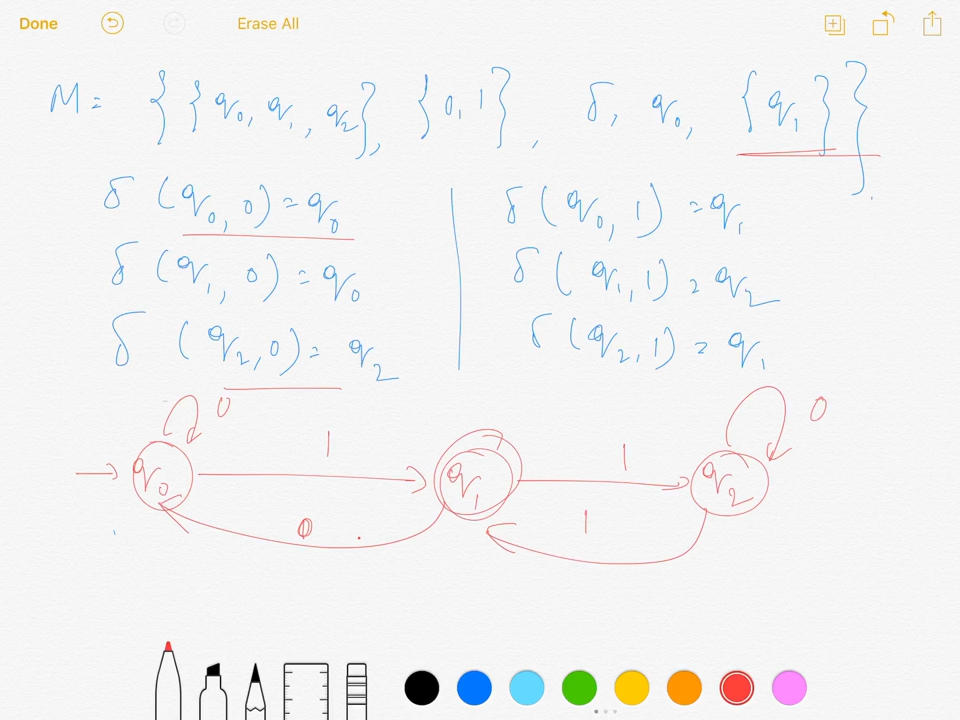 Done Erase All
M = { { q0, q1, q2 }, { 0, 1 } , δ, q0, { q1 } } .
δ ( q0, 0 ) = q0 δ ( q0, 1 ) = q1
δ ( q1, 0 ) = q0 δ ( q1, 1 ) = q2
δ ( q2, 0 ) = q2 δ ( q2, 1 ) = q1
0 0
1 1
q0 q1 q2
0 1